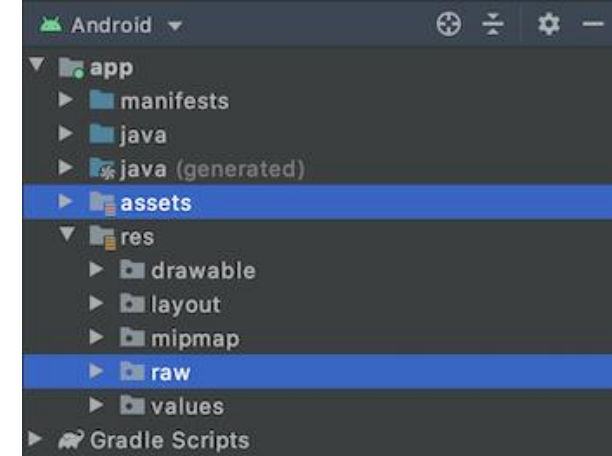 Android
app
manifests
java
java (generated)
assets
res
drawable
layout
mipmap
raw
values
Gradle Scripts